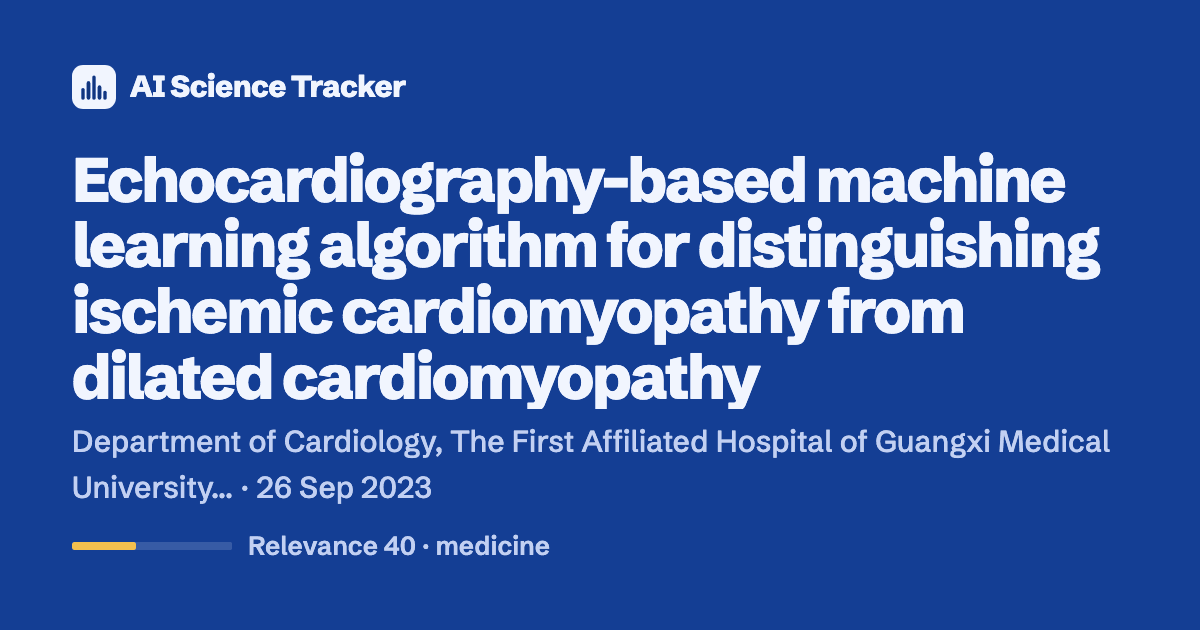 AI Science Tracker
Echocardiography-based machine
learning algorithm for distinguishing
ischemic cardiomyopathy from
dilated cardiomyopathy
Department of Cardiology, The First Affiliated Hospital of Guangxi Medical
University... · 26 Sep 2023
Relevance 40 · medicine